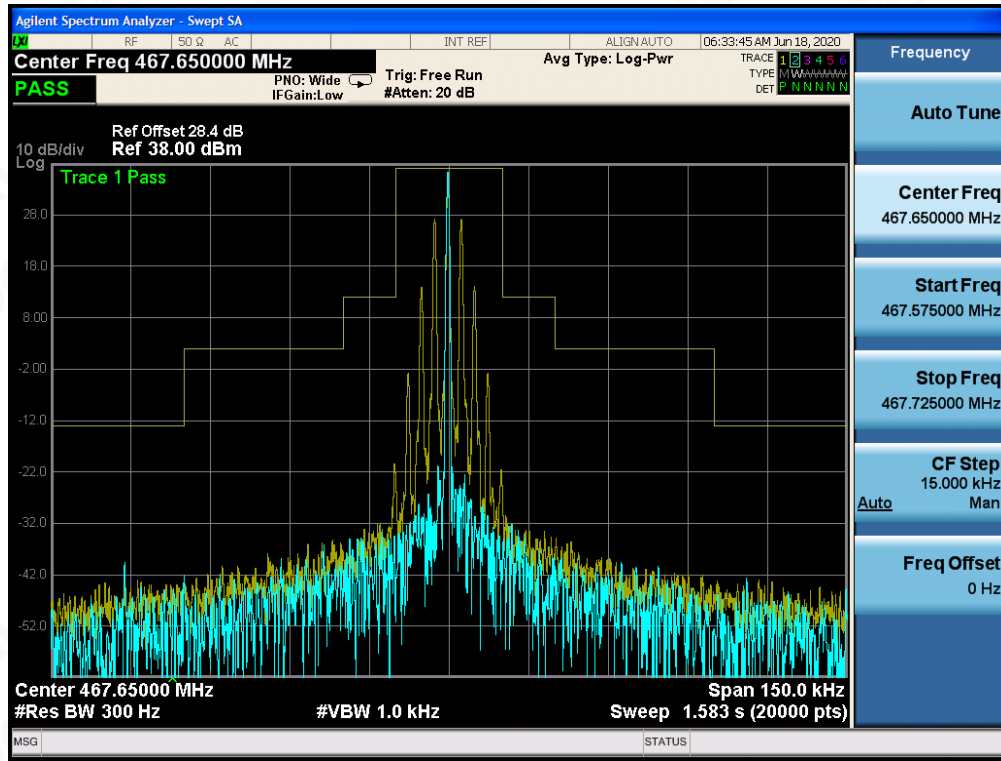 Agilent Spectrum Analyzer - Swept SA
LXI RF 50 Ω AC INT REF ALIGN AUTO 06:33:45 AM Jun 18, 2020
Center Freq 467.650000 MHz
PASS
PNO: Wide
IFGain:Low
Trig: Free Run
#Atten: 20 dB
Avg Type: Log-Pwr
TRACE 1 2 3 4 5 6
TYPE M
DET P N N N N N
Ref Offset 28.4 dB
10 dB/div Ref 38.00 dBm
Log
Trace 1 Pass
28.0
18.0
8.00
-2.00
-12.0
-22.0
-32.0
-42.0
-52.0
Center 467.65000 MHz Span 150.0 kHz
#Res BW 300 Hz #VBW 1.0 kHz Sweep 1.583 s (20000 pts)
MSG STATUS
Frequency
Auto Tune
Center Freq
467.650000 MHz
Start Freq
467.575000 MHz
Stop Freq
467.725000 MHz
CF Step
15.000 kHz
Auto Man
Freq Offset
0 Hz